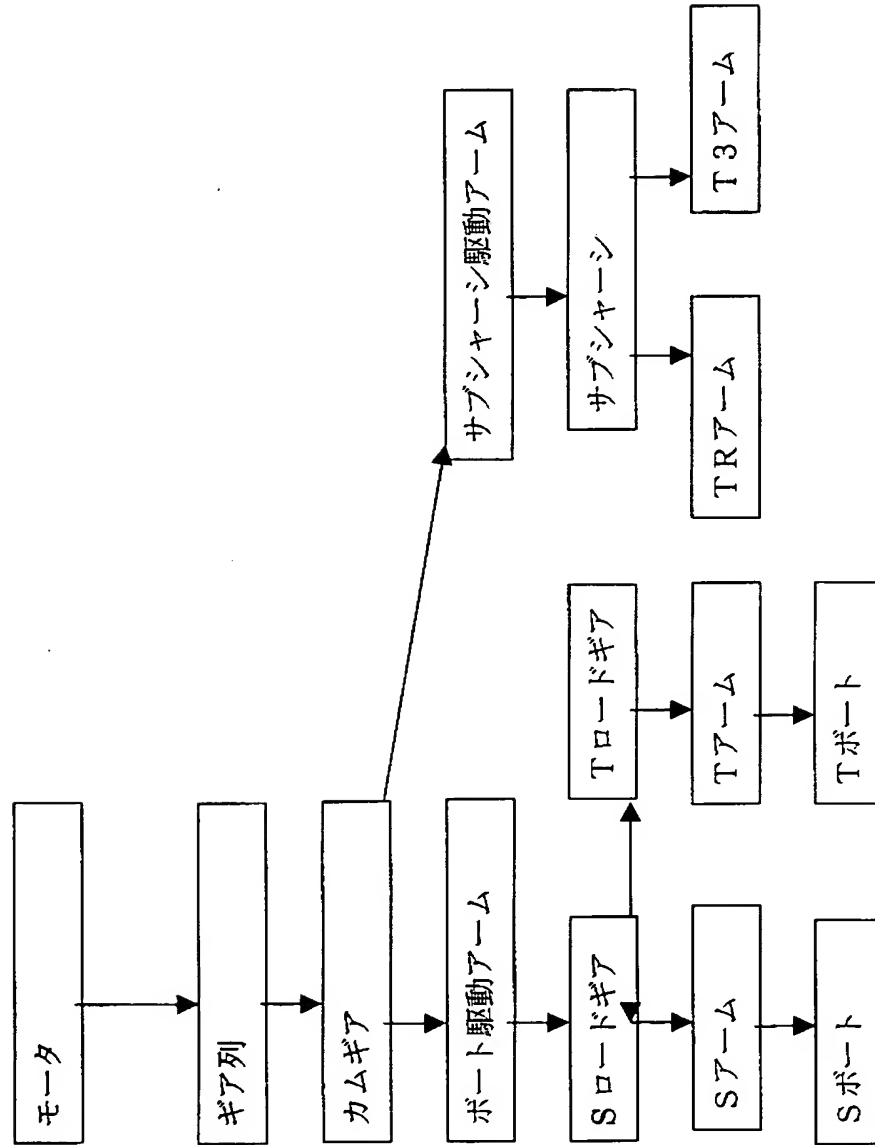 モータ
ギア列
カムギア
ボート駆動アーム
サブシャーシ駆動アーム
Sロードギア
Tロードギア
サブシャーシ
Sアーム
Tアーム
TRアーム
T3アーム
Sボート
Tボート